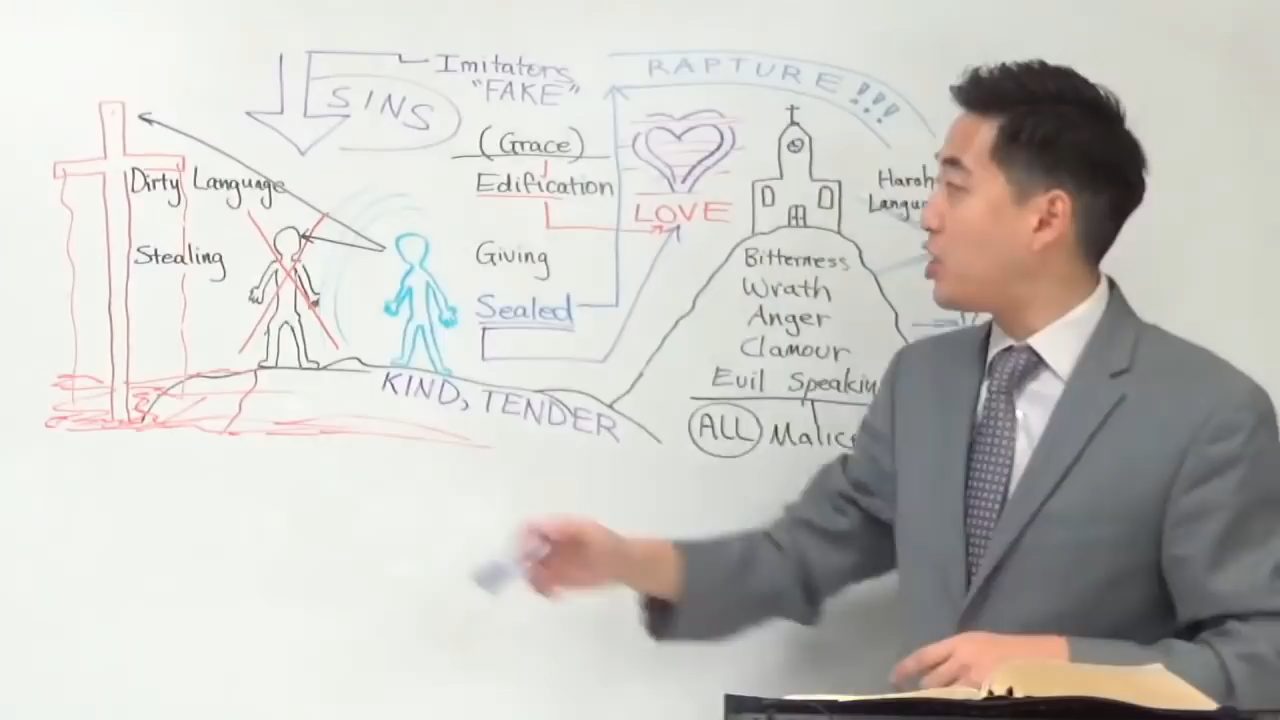 Imitators
"FAKE"
SINS
RAPTURE!!!
(Grace)
Edification
LOVE
Dirty Language
Stealing
Giving
Sealed
KIND, TENDER
Bitterness
Wrath
Anger
Clamour
Evil
ALL